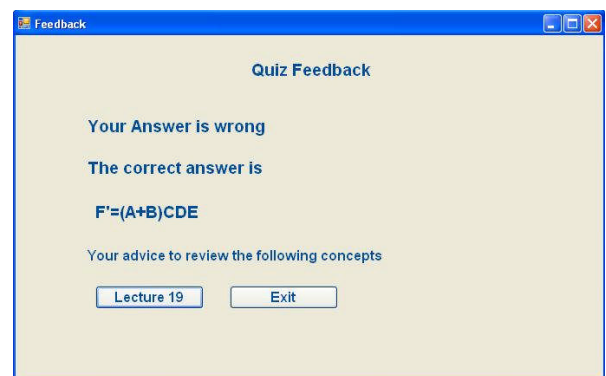 Feedback
Quiz Feedback
Your Answer is wrong
The correct answer is
F'=(A+B)CDE
Your advice to review the following concepts
Lecture 19 Exit